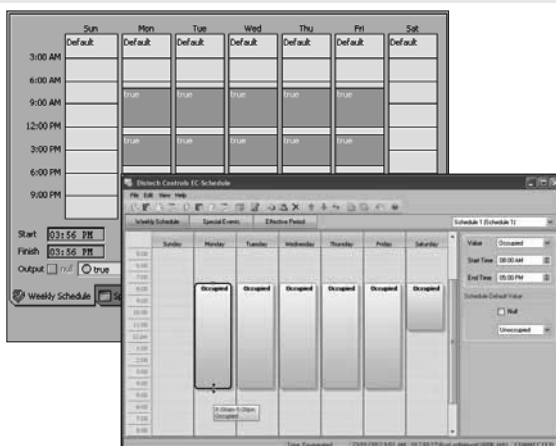 Sun Mon Tue Wed Thu Fri Sat
Default Default Default Default Default Default Default
3:00 AM
6:00 AM
9:00 AM
true true true true true
12:00 PM
3:00 PM
true true true true
6:00 PM
9:00 PM
Start 03:56 PM
Finish 03:56 PM
Output null true
Weekly Schedule
Distech Controls EC-Schedule
File Edit View Help
Weekly Schedule Special Events Effective Period
Schedule 1 (Schedule 1)
Sunday Monday Tuesday Wednesday Thursday Friday Saturday
Value Occupied
Start Time 08:00 AM
End Time 05:00 PM
Schedule Default Value
Null
Unoccupied
Occupied Occupied Occupied Occupied Occupied Occupied
8:00am-5:00pm
Occupied